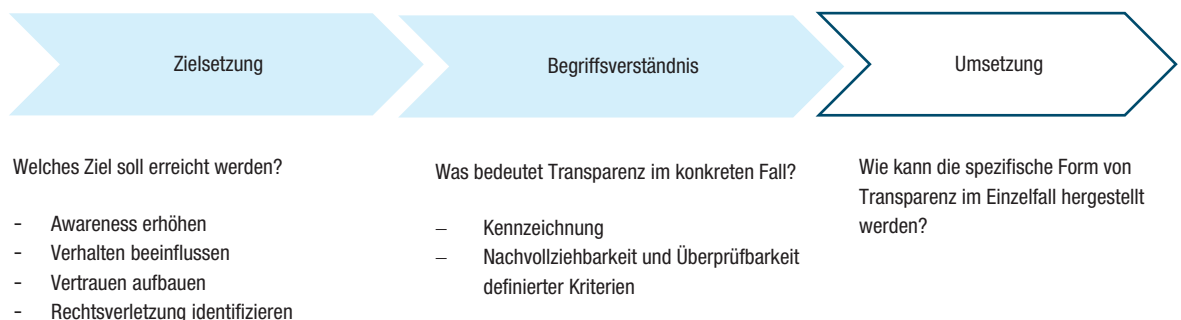 Zielsetzung
Begriffsverständnis
Umsetzung
Welches Ziel soll erreicht werden?
- Awareness erhöhen
- Verhalten beeinflussen
- Vertrauen aufbauen
- Rechtsverletzung identifizieren
Was bedeutet Transparenz im konkreten Fall?
– Kennzeichnung
– Nachvollziehbarkeit und Überprüfbarkeit
definierter Kriterien
Wie kann die spezifische Form von
Transparenz im Einzelfall hergestellt
werden?